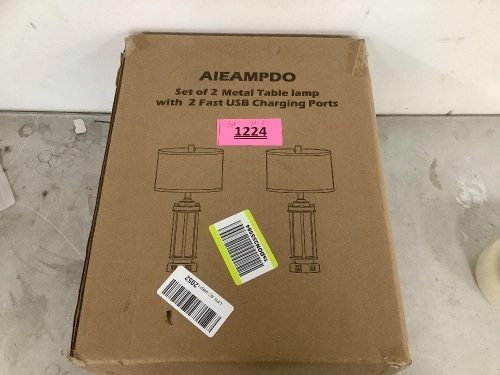 AIEAMPDO
Set of 2 Metal Table lamp
with 2 Fast USB Charging Ports
1224